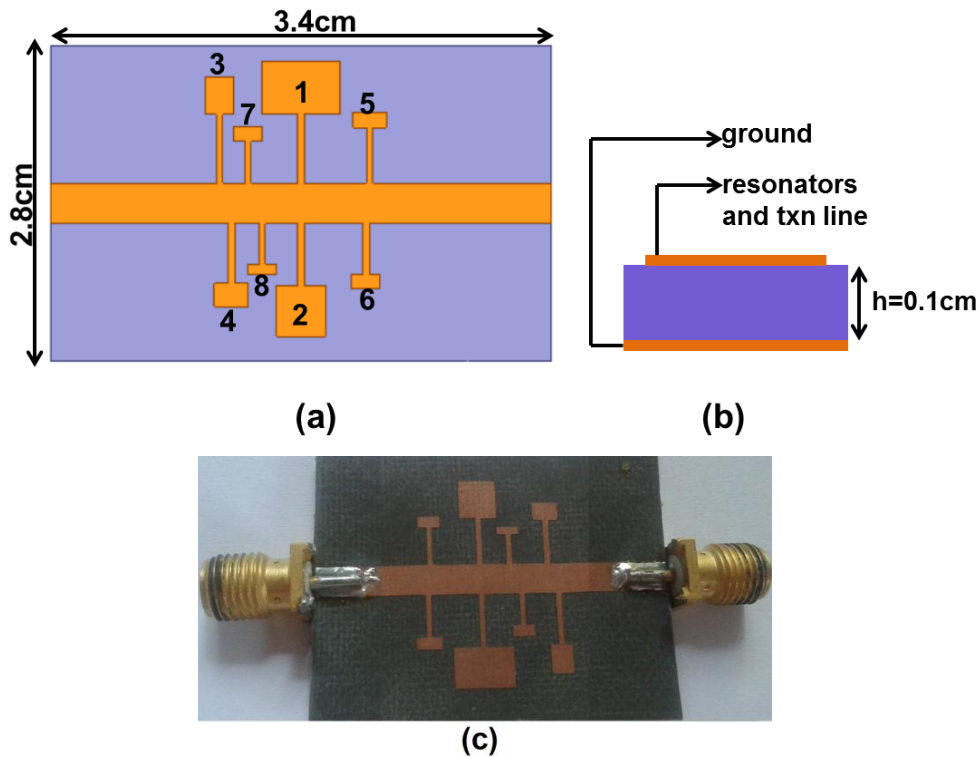 3.4cm
2.8cm
3
1
7
5
4
8
2
6
ground
resonators
and txn line
h=0.1cm
(a)
(b)
(c)